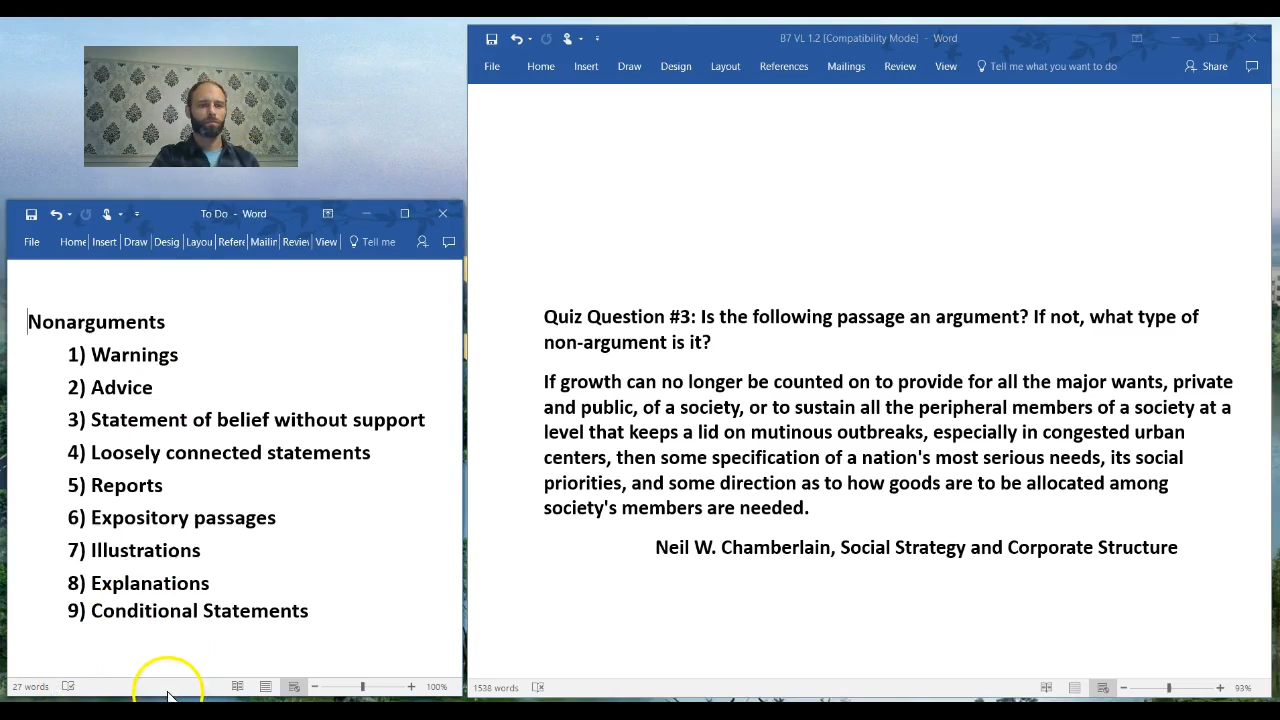 B7 VL 1.2 [Compatibility Mode] - Word
File Home Insert Draw Design Layout References Mailings Review View Tell me what you want to do Share
To Do - Word
File Home Insert Draw Desig Layou Refere Mailin Reviev View Tell me
Nonarguments
1) Warnings
2) Advice
3) Statement of belief without support
4) Loosely connected statements
5) Reports
6) Expository passages
7) Illustrations
8) Explanations
9) Conditional Statements
27 words 100%
Quiz Question #3: Is the following passage an argument? If not, what type of
non-argument is it?
If growth can no longer be counted on to provide for all the major wants, private
and public, of a society, or to sustain all the peripheral members of a society at a
level that keeps a lid on mutinous outbreaks, especially in congested urban
centers, then some specification of a nation's most serious needs, its social
priorities, and some direction as to how goods are to be allocated among
society's members are needed.
Neil W. Chamberlain, Social Strategy and Corporate Structure
1538 words 93%